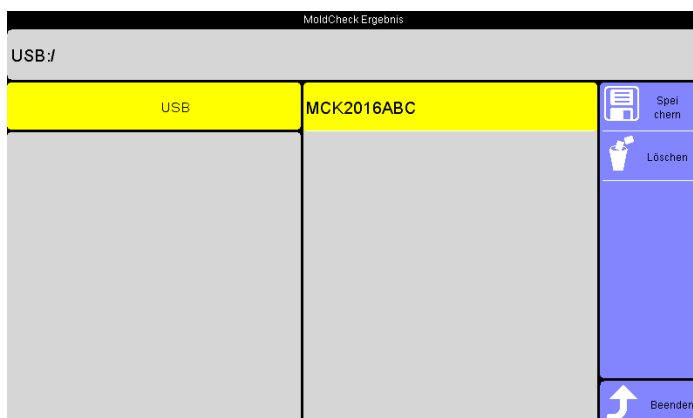 MoldCheck Ergebnis
USB:/
USB
MCK2016ABC
Spei
chern
Löschen
Beenden